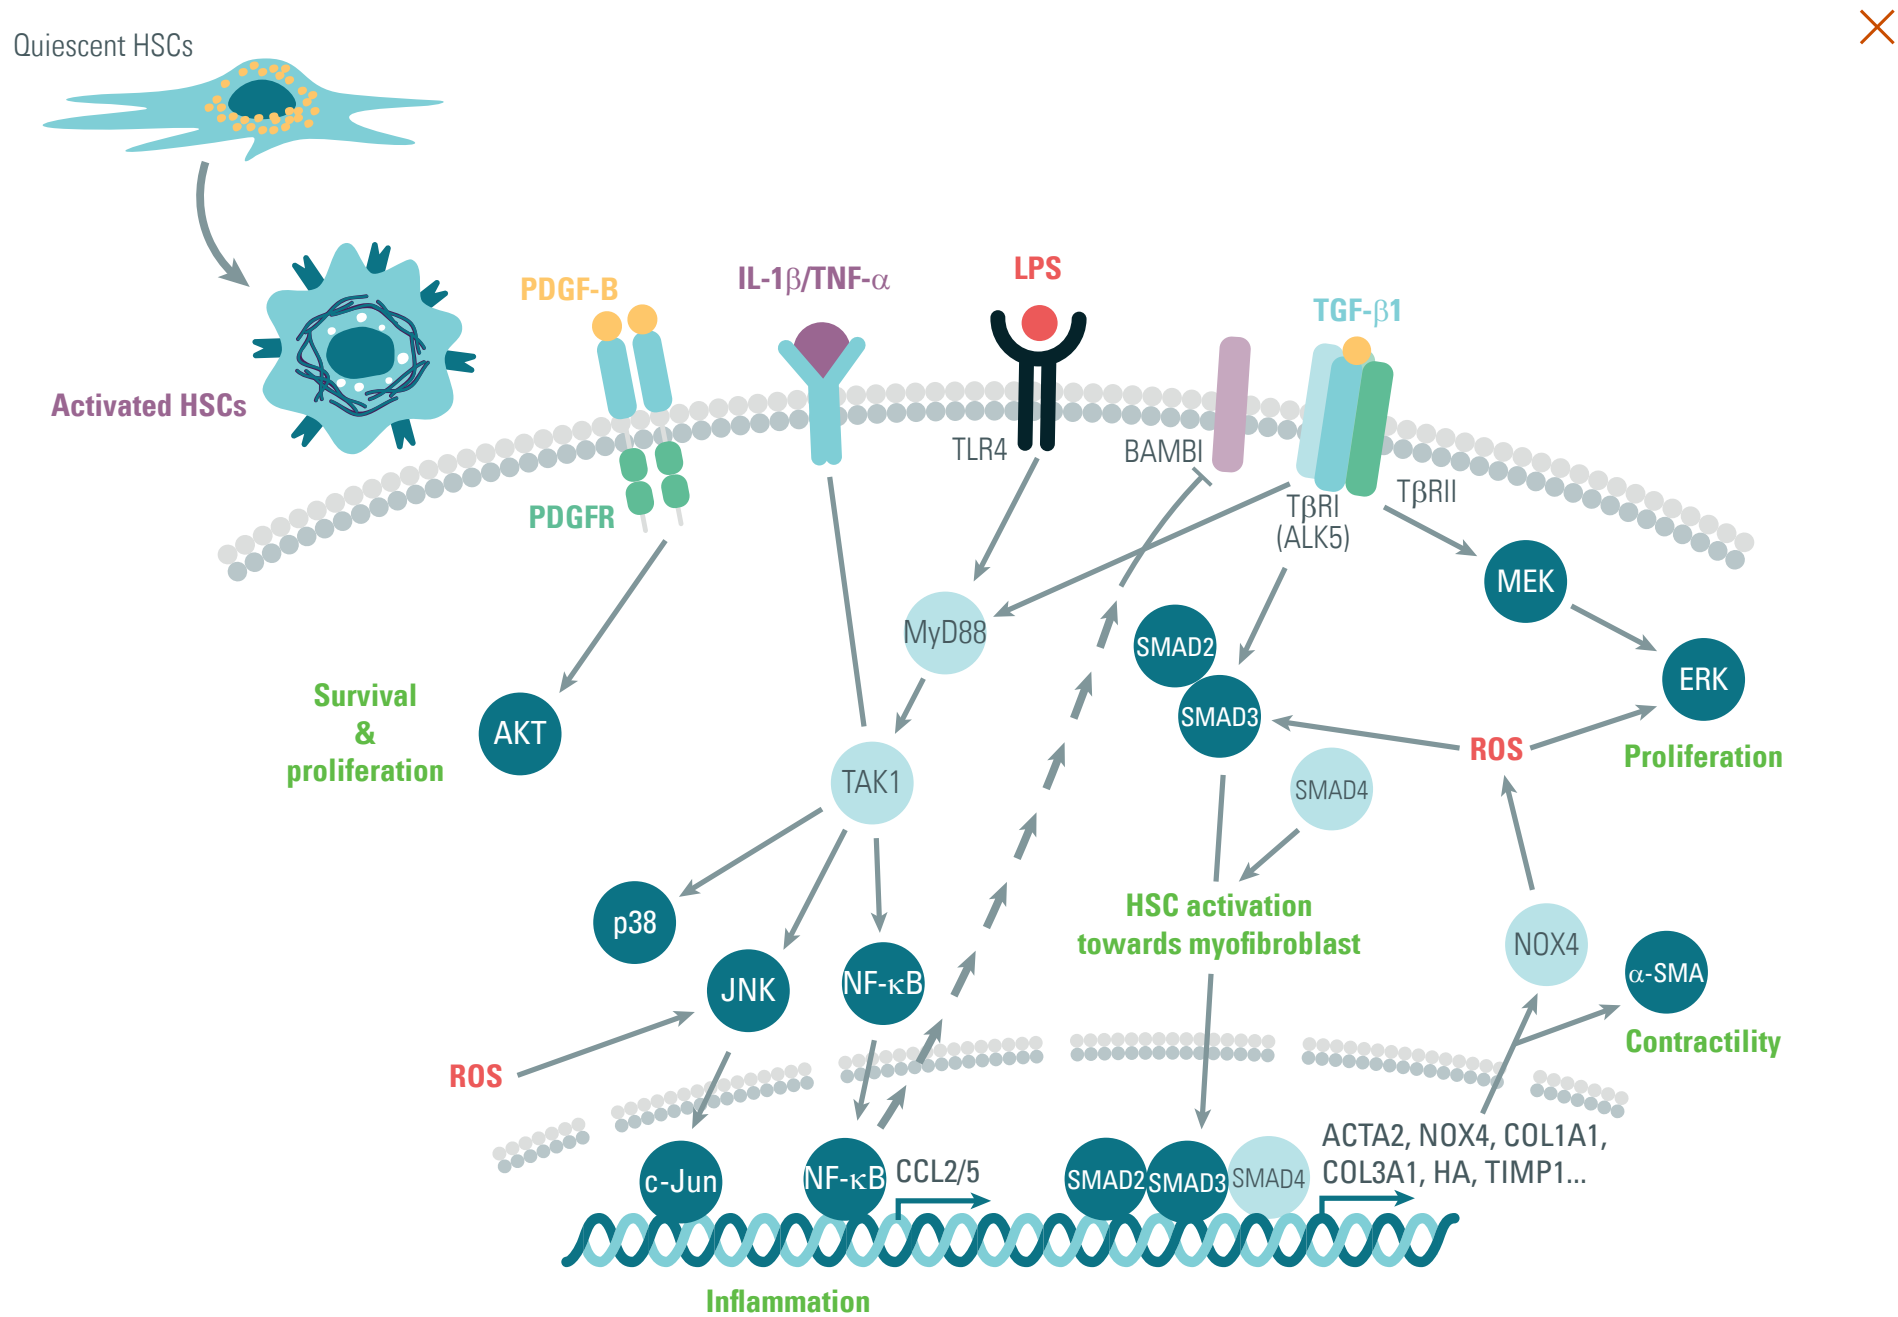 Quiescent HSCs
Activated HSCs
PDGF-B
IL-1β/TNF-α
LPS
TGF-β1
TLR4
BAMBI
PDGFR
TβRI
(ALK5)
TβRII
MEK
MyD88
SMAD2
SMAD3
ERK
Survival
&
proliferation
AKT
TAK1
SMAD4
ROS
Proliferation
p38
JNK
NF-κB
HSC activation
towards myofibroblast
NOX4
α-SMA
Contractility
ROS
c-Jun
NF-κB
CCL2/5
SMAD2
SMAD3
SMAD4
ACTA2, NOX4, COL1A1,
COL3A1, HA, TIMP1...
Inflammation